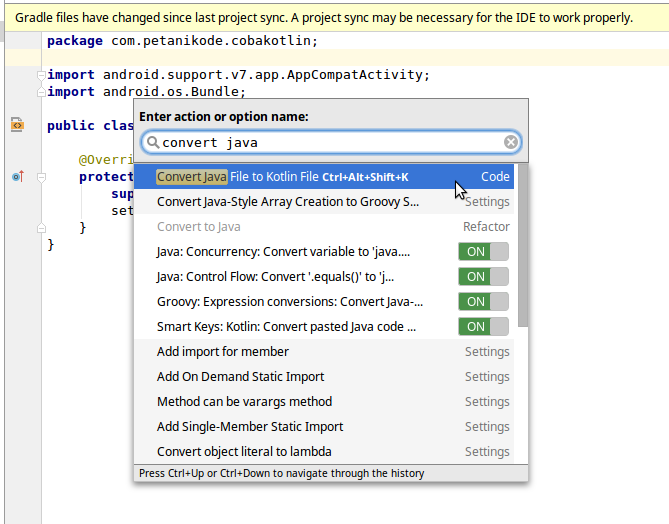 Gradle files have changed since last project sync. A project sync may be necessary for the IDE to work properly.
package com.petanikode.cobakotlin;
import android.support.v7.app.AppCompatActivity;
import android.os.Bundle;
public clas
@Overri
protect
sup
set
}
}
Enter action or option name:
convert java
Convert Java File to Kotlin File Ctrl+Alt+Shift+K Code
Convert Java-Style Array Creation to Groovy S... Settings
Convert to Java Refactor
Java: Concurrency: Convert variable to 'java.... ON
Java: Control Flow: Convert '.equals()' to 'j... ON
Groovy: Expression conversions: Convert Java-... ON
Smart Keys: Kotlin: Convert pasted Java code ... ON
Add import for member Settings
Add On Demand Static Import Settings
Method can be varargs method Settings
Add Single-Member Static Import Settings
Convert object literal to lambda Settings
Press Ctrl+Up or Ctrl+Down to navigate through the history